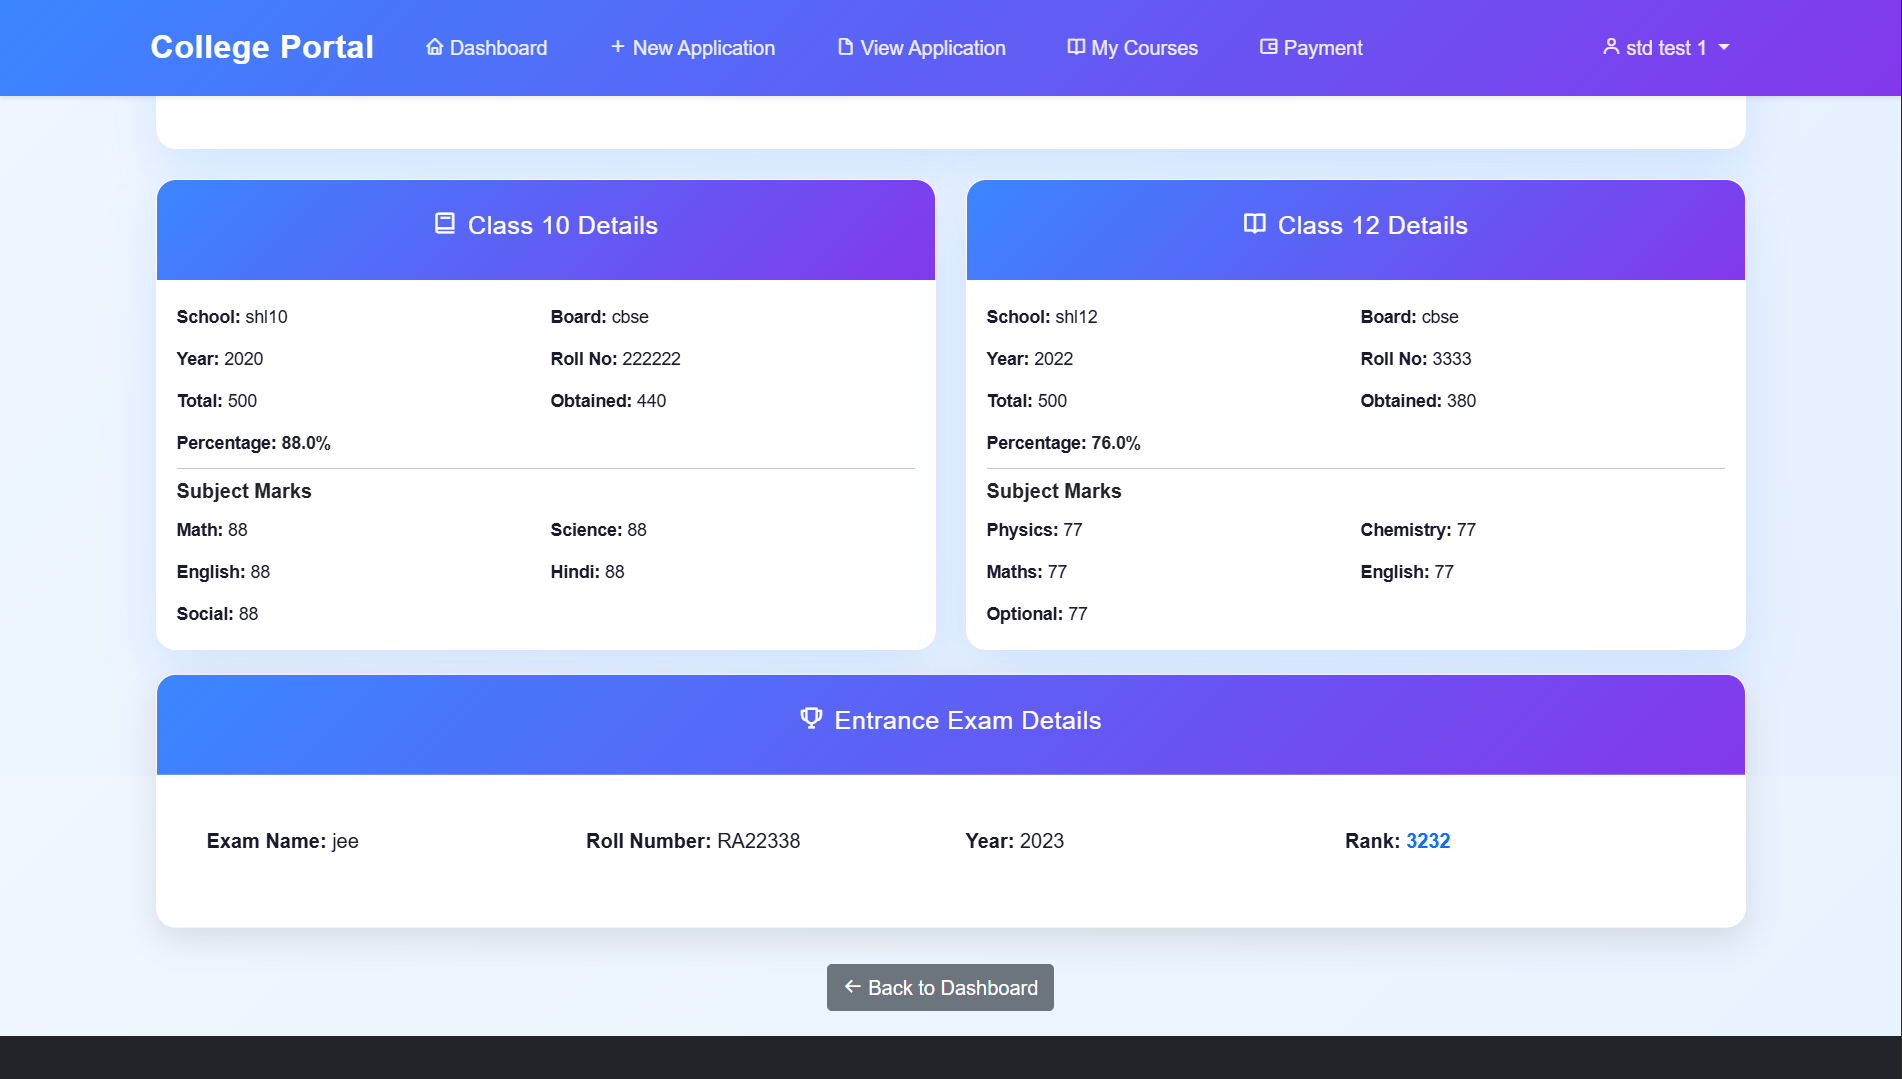 College Portal Dashboard New Application View Application My Courses Payment std test 1
Class 10 Details
School: shl10 Board: cbse
Year: 2020 Roll No: 222222
Total: 500 Obtained: 440
Percentage: 88.0%
Subject Marks
Math: 88 Science: 88
English: 88 Hindi: 88
Social: 88
Class 12 Details
School: shl12 Board: cbse
Year: 2022 Roll No: 3333
Total: 500 Obtained: 380
Percentage: 76.0%
Subject Marks
Physics: 77 Chemistry: 77
Maths: 77 English: 77
Optional: 77
Entrance Exam Details
Exam Name: jee Roll Number: RA22338 Year: 2023 Rank: 3232
Back to Dashboard